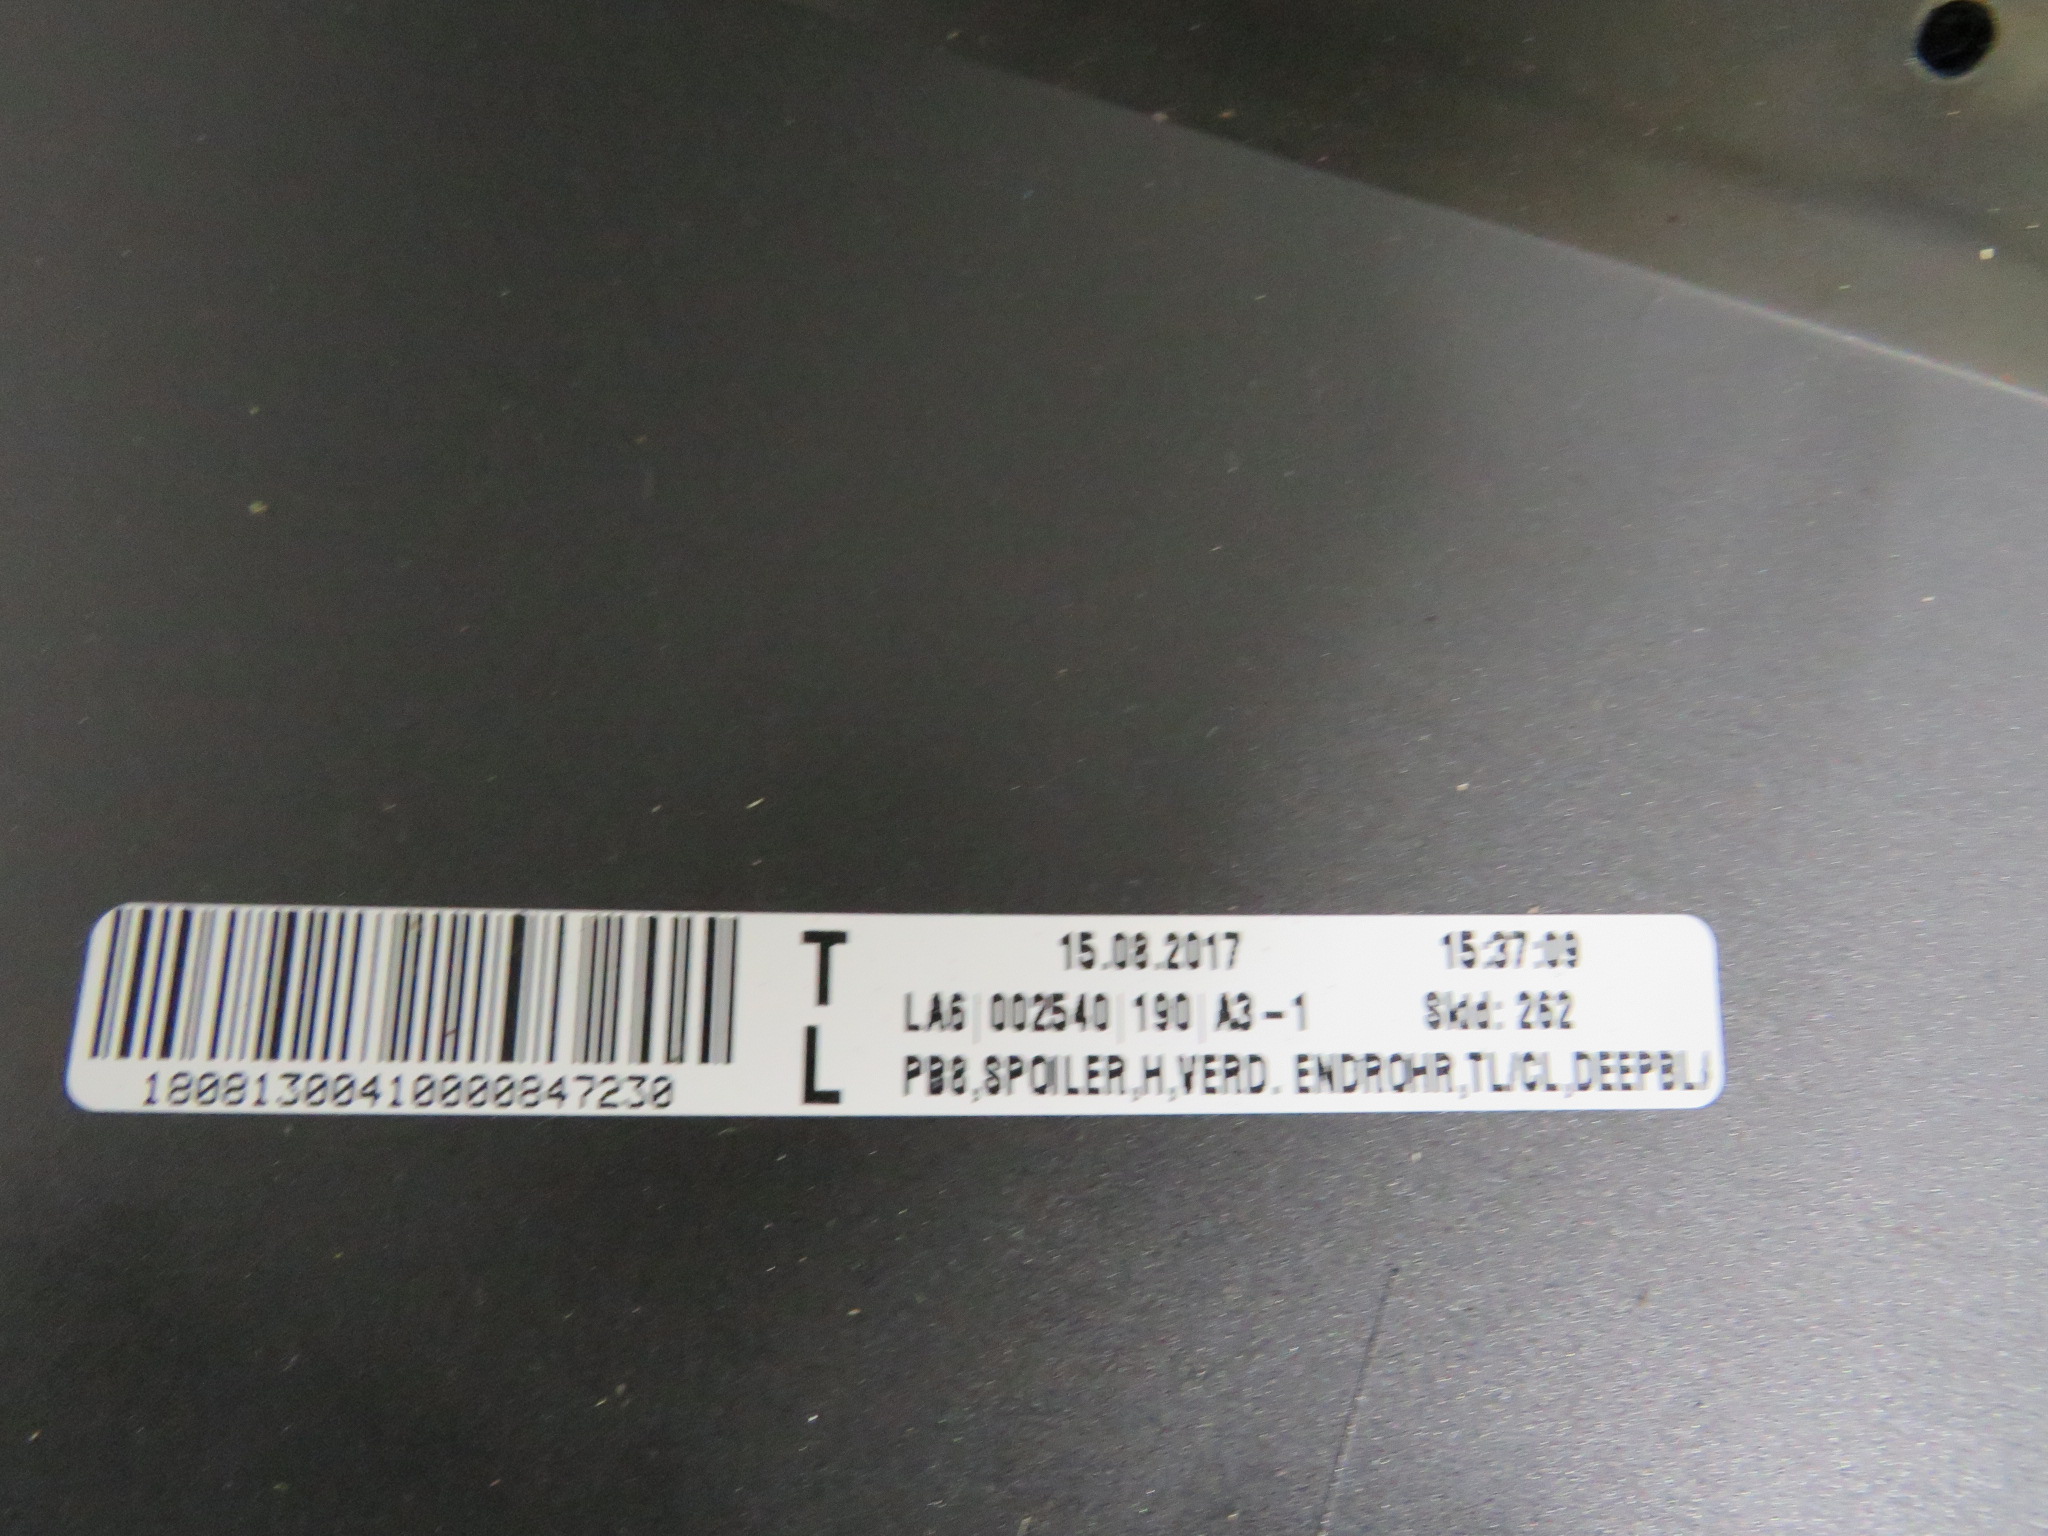 T
L
15.08.2017 15:37:09
LA6|002540|190|A3-1 Skid: 262
PB8,SPOILER,H,VERD. ENDROHR,TL/CL,DEEPBL/
18081300410000847230